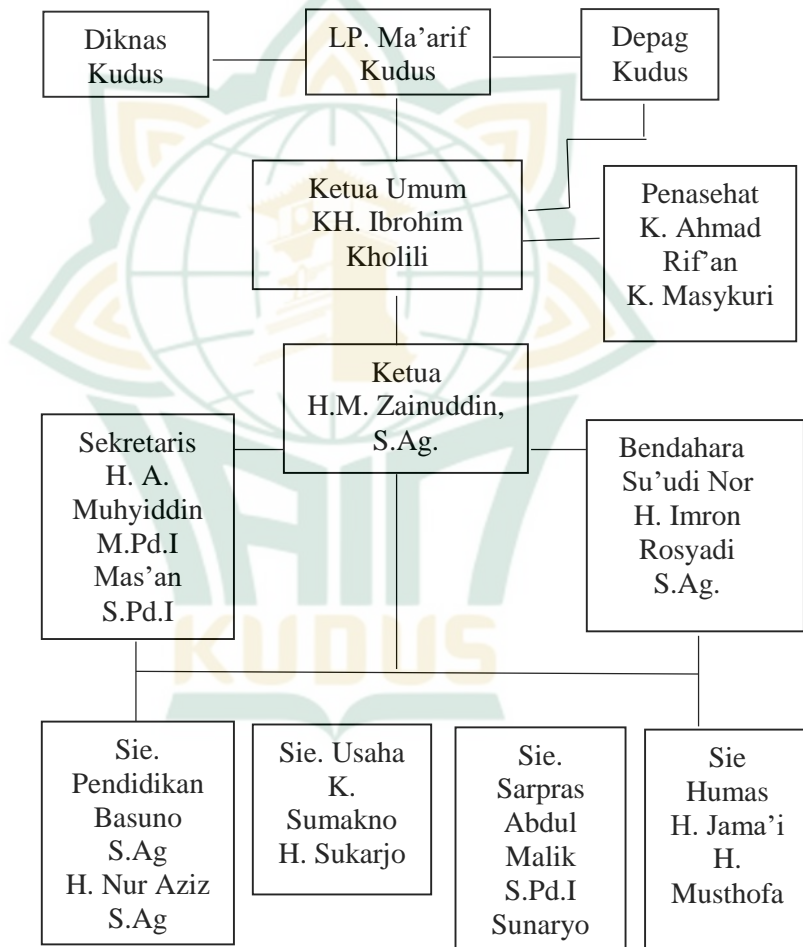 Diknas
Kudus
LP. Ma’arif
Kudus
Depag
Kudus
Ketua Umum
KH. Ibrohim
Kholili
Penasehat
K. Ahmad
Rif’an
K. Masykuri
Ketua
H.M. Zainuddin,
S.Ag.
Sekretaris
H. A.
Muhyiddin
M.Pd.I
Mas’an
S.Pd.I
Bendahara
Su’udi Nor
H. Imron
Rosyadi
S.Ag.
KUDUS
Sie.
Pendidikan
Basuno
S.Ag
H. Nur Aziz
S.Ag
Sie. Usaha
K.
Sumakno
H. Sukarjo
Sie.
Sarpras
Abdul
Malik
S.Pd.I
Sunaryo
Sie
Humas
H. Jama’i
H.
Musthofa